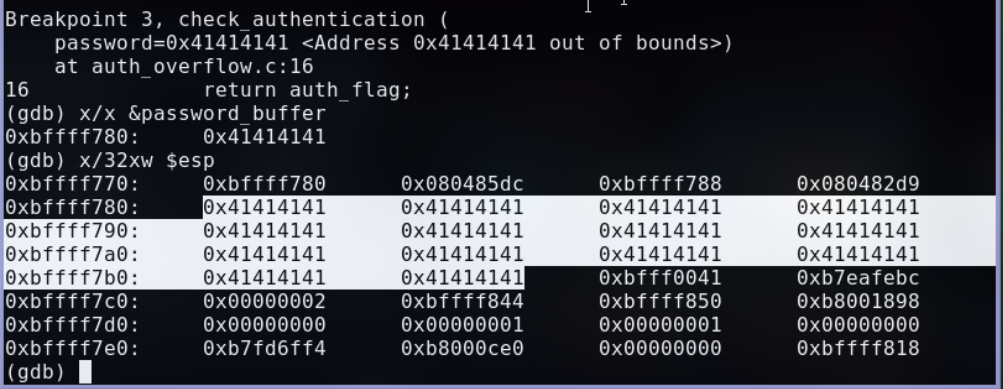 Breakpoint 3, check_authentication (
    password=0x41414141 <Address 0x41414141 out of bounds>)
    at auth_overflow.c:16
16              return auth_flag;
(gdb) x/x &password_buffer
0xbffff780:     0x41414141
(gdb) x/32xw $esp
0xbffff770:     0xbffff780      0x080485dc      0xbffff788      0x080482d9
0xbffff780:     0x41414141      0x41414141      0x41414141      0x41414141
0xbffff790:     0x41414141      0x41414141      0x41414141      0x41414141
0xbffff7a0:     0x41414141      0x41414141      0x41414141      0x41414141
0xbffff7b0:     0x41414141      0x41414141      0xbfff0041      0xb7eafebc
0xbffff7c0:     0x00000002      0xbffff844      0xbffff850      0xb8001898
0xbffff7d0:     0x00000000      0x00000001      0x00000001      0x00000000
0xbffff7e0:     0xb7fd6ff4      0xb8000ce0      0x00000000      0xbffff818
(gdb)